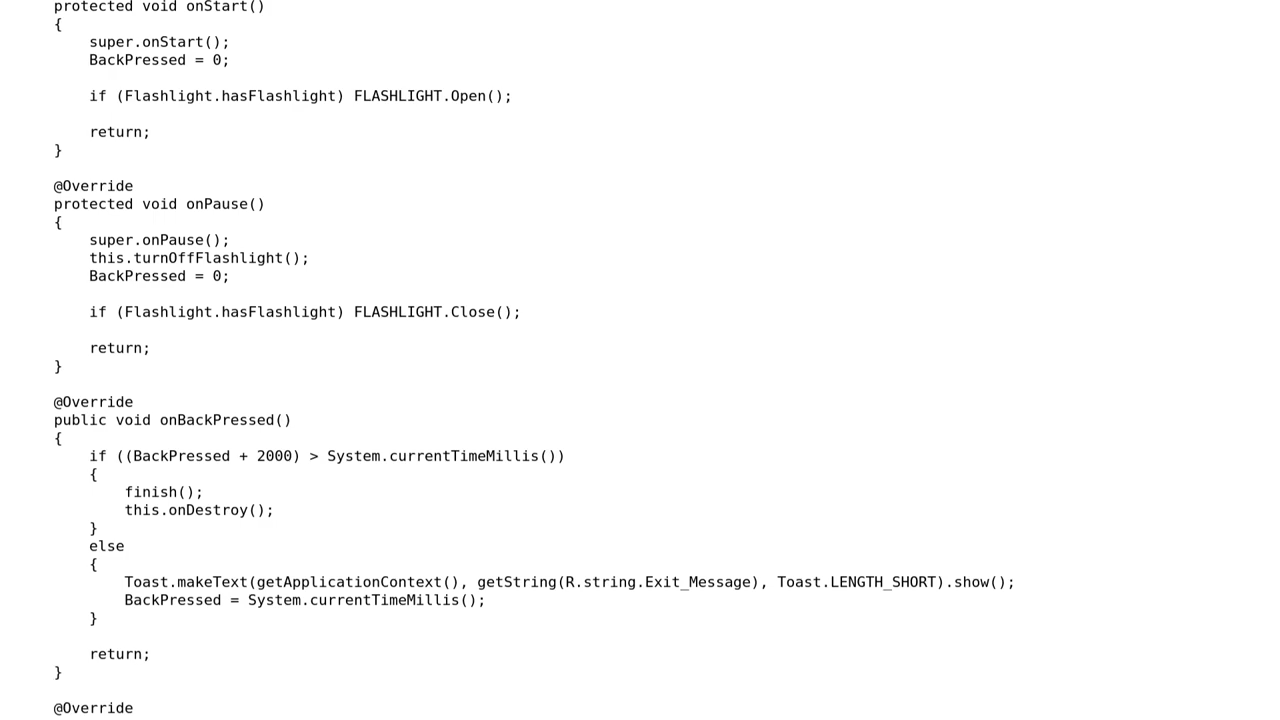 protected void onStart()
{
super.onStart();
BackPressed = 0;
if (Flashlight.hasFlashlight) FLASHLIGHT.Open();
return;
}
@Override
protected void onPause()
{
super.onPause();
this.turnOffFlashlight();
BackPressed = 0;
if (Flashlight.hasFlashlight) FLASHLIGHT.Close();
return;
}
@Override
public void onBackPressed()
{
if ((BackPressed + 2000) > System.currentTimeMillis())
{
finish();
this.onDestroy();
}
else
{
Toast.makeText(getApplicationContext(), getString(R.string.Exit_Message), Toast.LENGTH_SHORT).show();
BackPressed = System.currentTimeMillis();
}
return;
}
@Override